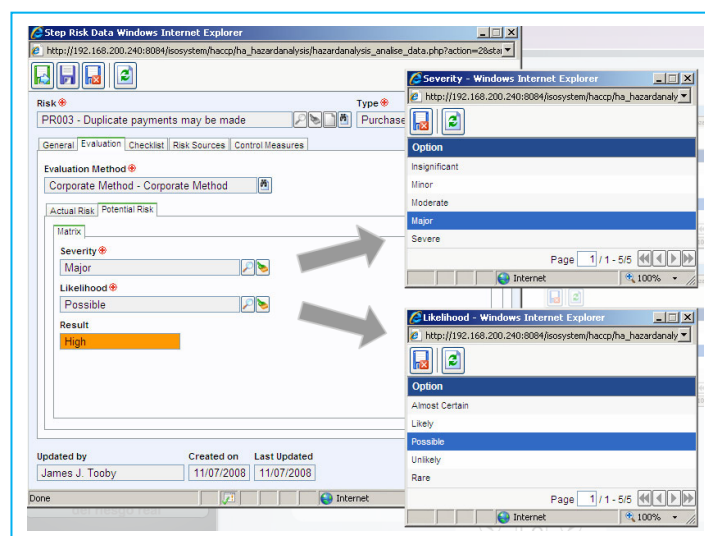 Step Risk Data Windows Internet Explorer
http://192.168.200.240:8084/isosystem/haccp/ha_hazardanalysis/hazardanalysis_analise_data.php?action=2&sta
Risk
Type
PR003 - Duplicate payments may be made
Purchase
General
Evaluation
Checklist
Risk Sources
Control Measures
Evaluation Method
Corporate Method - Corporate Method
Actual Risk
Potential Risk
Matrix
Severity
Major
Likelihood
Possible
Result
High
Updated by
Created on
Last Updated
James J. Tooby
11/07/2008
11/07/2008
Done
Internet
del riesgo real
Severity - Windows Internet Explorer
http://192.168.200.240:8084/isosystem/haccp/ha_hazardanaly
Option
Insignificant
Minor
Moderate
Major
Severe
Page 1 / 1 - 5/5
Internet
100%
Likelihood - Windows Internet Explorer
http://192.168.200.240:8084/isosystem/haccp/ha_hazardanaly
Option
Almost Certain
Likely
Possible
Unlikely
Rare
Page 1 / 1 - 5/5
Internet
100%